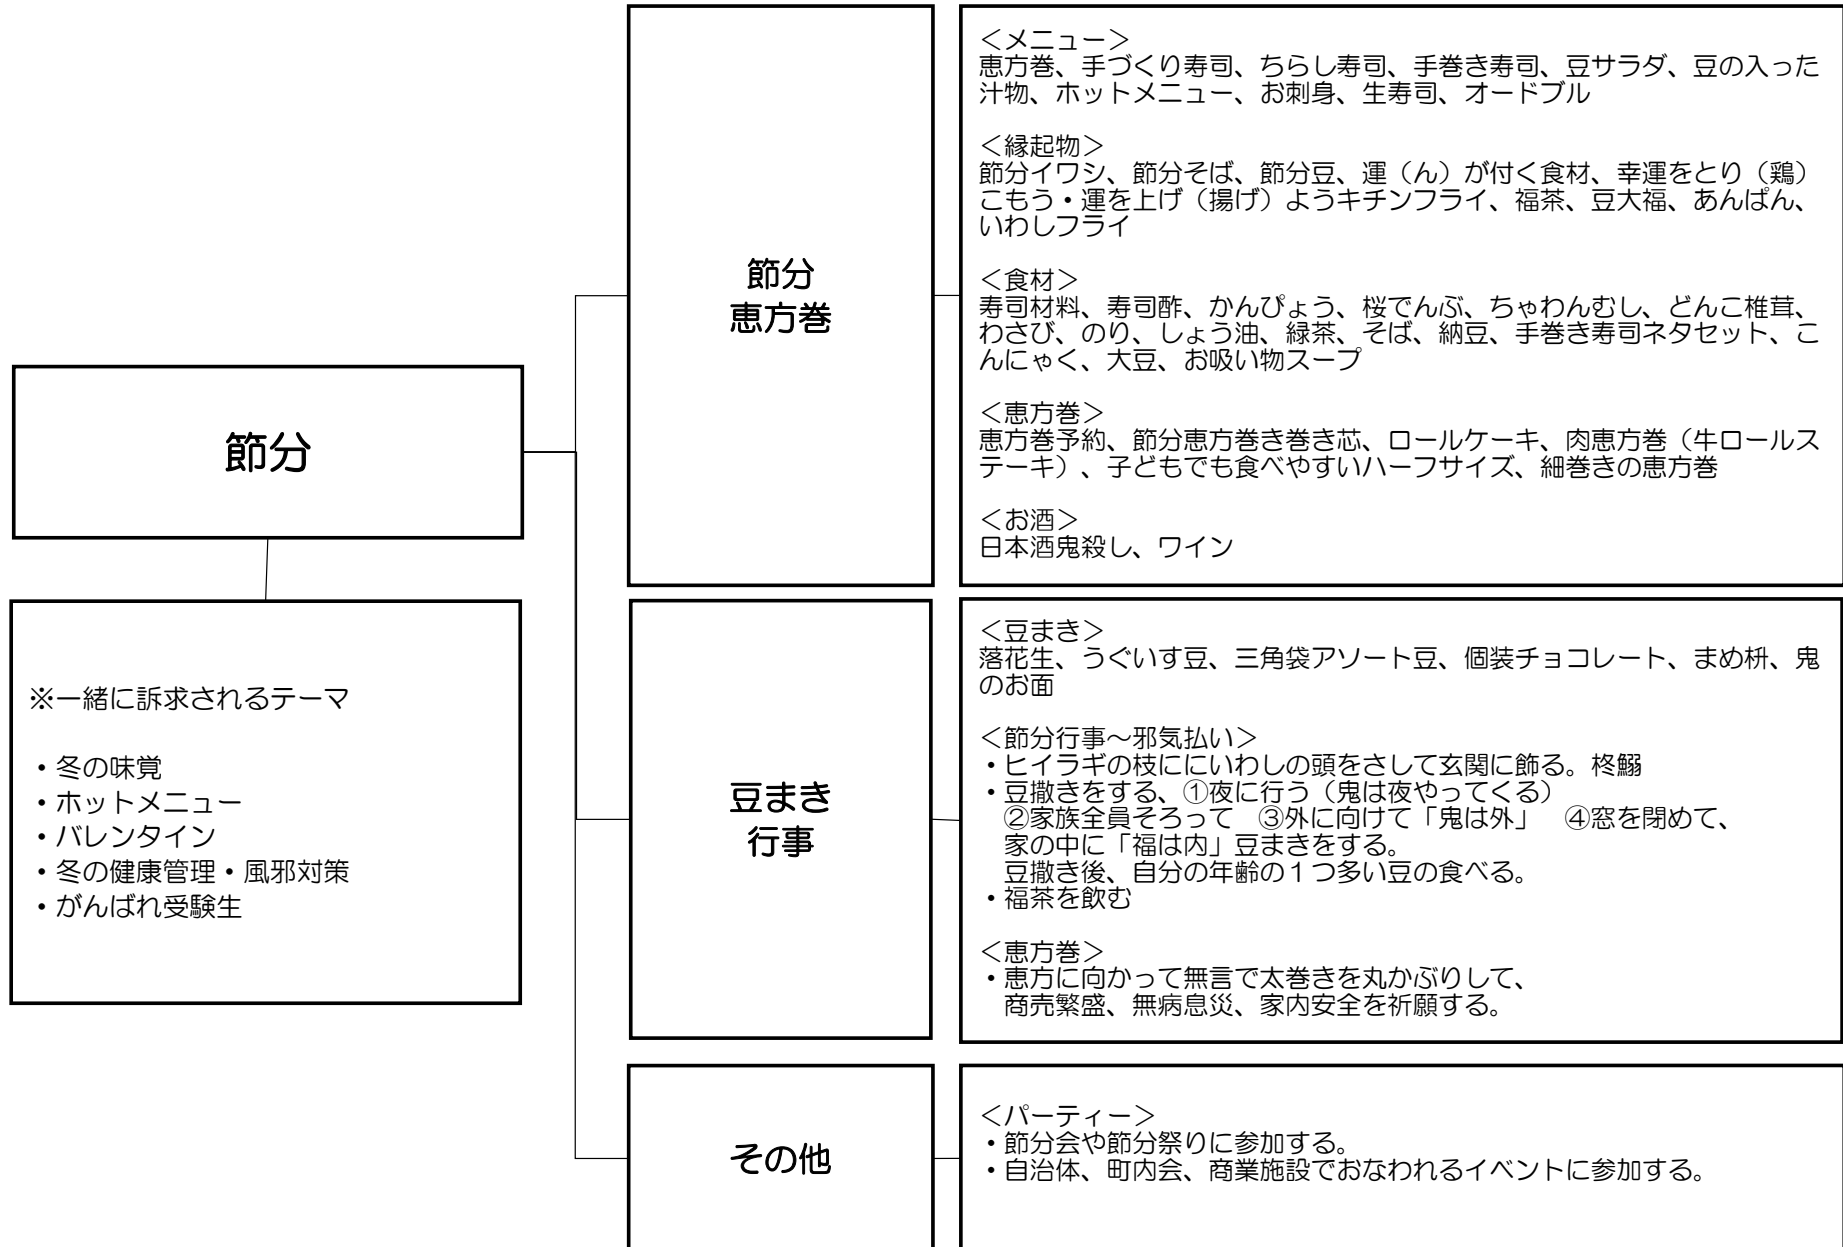 節分
※一緒に訴求されるテーマ
・冬の味覚
・ホットメニュー
・バレンタイン
・冬の健康管理・風邪対策
・がんばれ受験生
節分
恵方巻
＜メニュー＞
恵方巻、手づくり寿司、ちらし寿司、手巻き寿司、豆サラダ、豆の入った
汁物、ホットメニュー、お刺身、生寿司、オードブル
＜縁起物＞
節分イワシ、節分そば、節分豆、運（ん）が付く食材、幸運をとり（鶏）
こもう・運を上げ（揚げ）ようキチンフライ、福茶、豆大福、あんぱん、
いわしフライ
＜食材＞
寿司材料、寿司酢、かんぴょう、桜でんぶ、ちゃわんむし、どんこ椎茸、
わさび、のり、しょう油、緑茶、そば、納豆、手巻き寿司ネタセット、こ
んにゃく、大豆、お吸い物スープ
＜恵方巻＞
恵方巻予約、節分恵方巻き巻き芯、ロールケーキ、肉恵方巻（牛ロールス
テーキ）、子どもでも食べやすいハーフサイズ、細巻きの恵方巻
＜お酒＞
日本酒鬼殺し、ワイン
豆まき
行事
＜豆まき＞
落花生、うぐいす豆、三角袋アソート豆、個装チョコレート、まめ枡、鬼
のお面
＜節分行事～邪気払い＞
・ヒイラギの枝ににいわしの頭をさして玄関に飾る。柊鰯
・豆撒きをする、①夜に行う（鬼は夜やってくる）
②家族全員そろって　③外に向けて「鬼は外」　④窓を閉めて、
家の中に「福は内」豆まきをする。
豆撒き後、自分の年齢の１つ多い豆の食べる。
・福茶を飲む
＜恵方巻＞
・恵方に向かって無言で太巻きを丸かぶりして、
商売繁盛、無病息災、家内安全を祈願する。
その他
＜パーティー＞
・節分会や節分祭りに参加する。
・自治体、町内会、商業施設でおなわれるイベントに参加する。